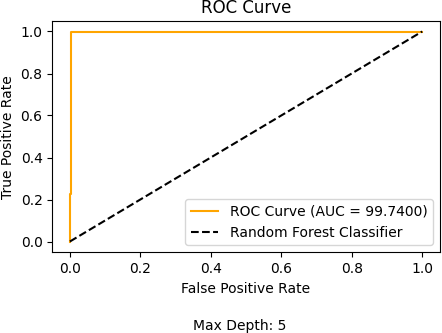 ROC Curve
True Positive Rate
1.0
0.8
0.6
0.4
0.2
0.0
ROC Curve (AUC = 99.7400)
Random Forest Classifier
0.0 0.2 0.4 0.6 0.8 1.0
False Positive Rate
Max Depth: 5